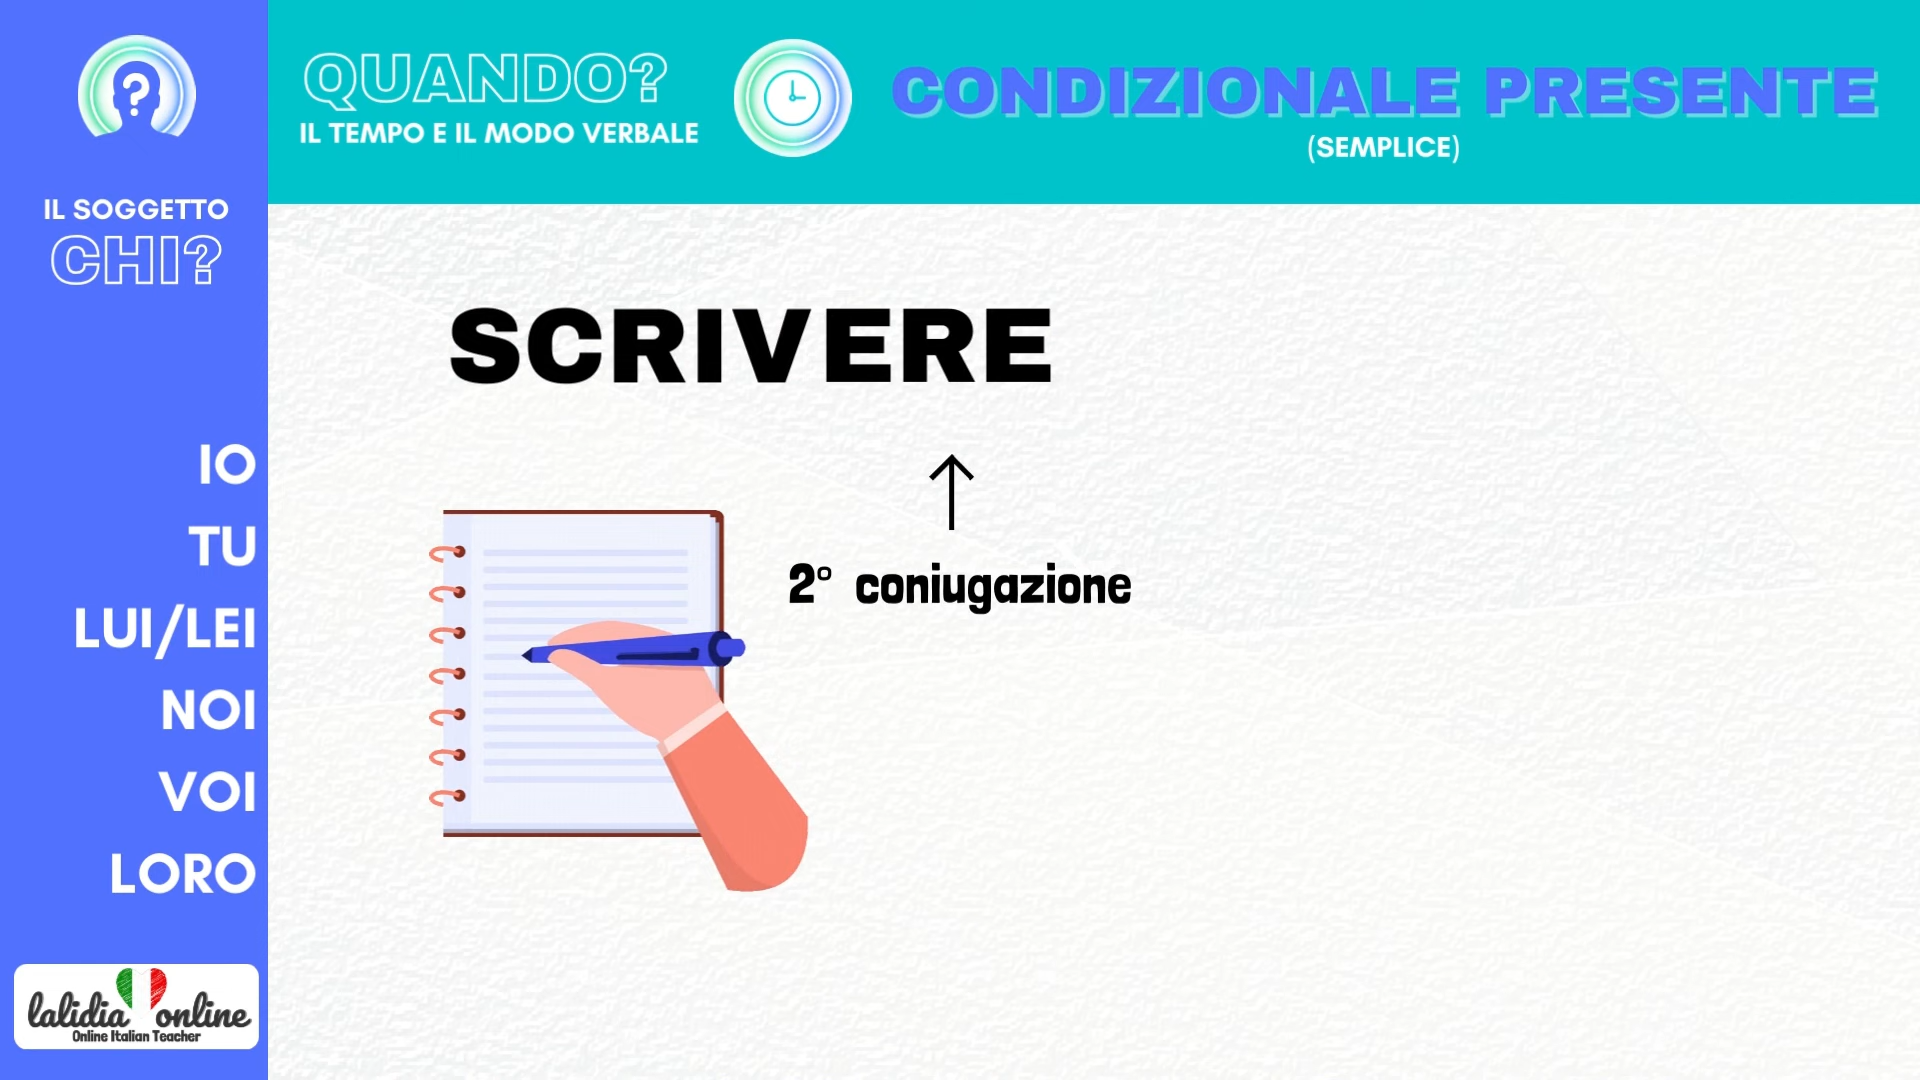 QUANDO?
IL TEMPO E IL MODO VERBALE
CONDIZIONALE PRESENTE
(SEMPLICE)
?
IL SOGGETTO
CHI?
SCRIVERE
2° coniugazione
IO
TU
LUI/LEI
NOI
VOI
LORO
lalidia online
Online Italian Teacher